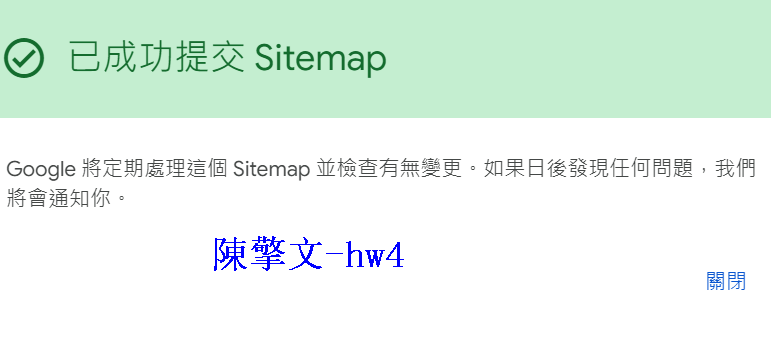 已成功提交 Sitemap
Google 將定期處理這個 Sitemap 並檢查有無變更。如果日後發現任何問題，我們
將會通知你。
陳擎文-hw4
關閉